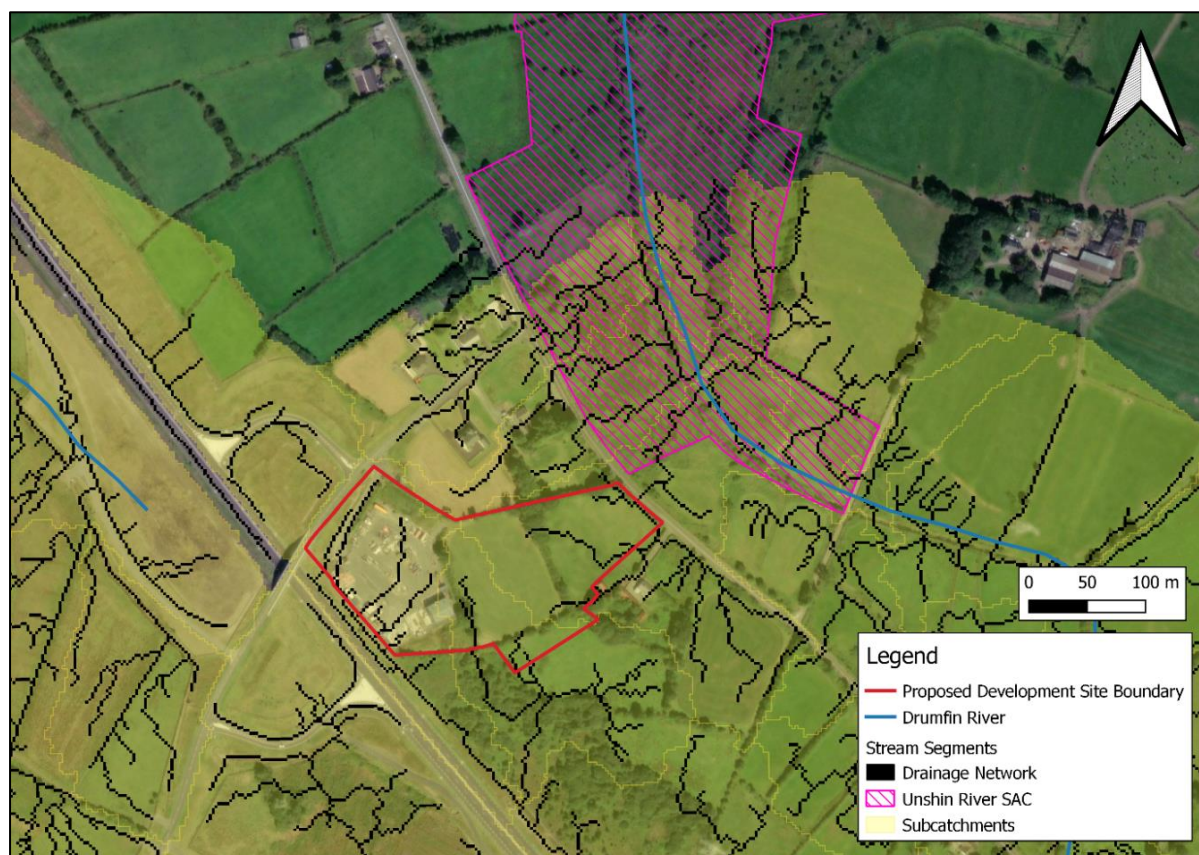 0 50 100 m
Legend
Proposed Development Site Boundary
Drumfin River
Stream Segments
Drainage Network
Unshin River SAC
Subcatchments